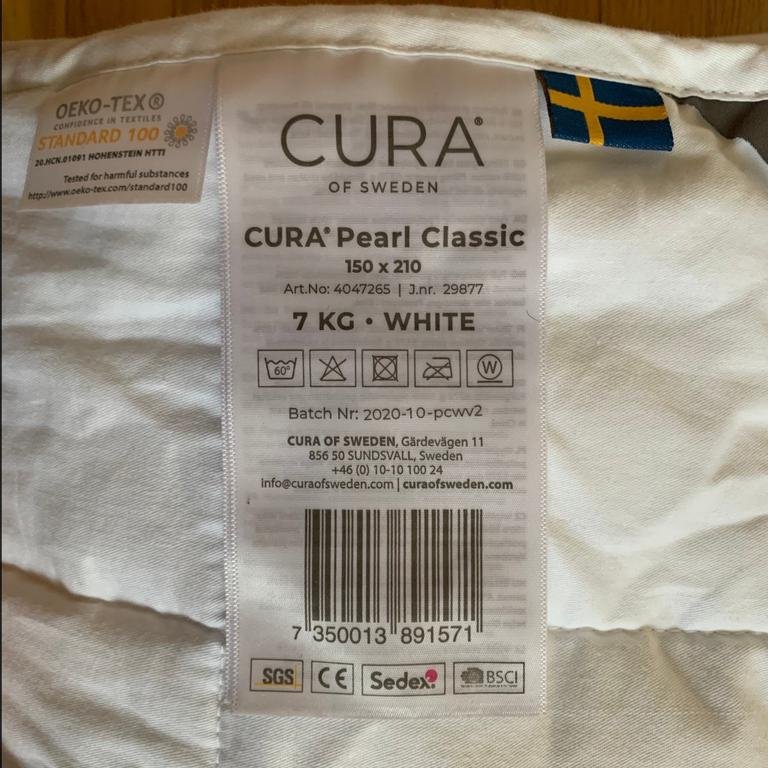 OEKO-TEX®
CONFIDENCE IN TEXTILES
STANDARD 100
20.HCN.01091 HOHENSTEIN HTTI
Tested for harmful substances
http://www.oeko-tex.com/standard100
CURA®
OF SWEDEN
CURA® Pearl Classic
150 x 210
Art.No: 4047265 | J.nr. 29877
7 KG • WHITE
60°
W
Batch Nr: 2020-10-pcwv2
CURA OF SWEDEN, Gärdevägen 11
856 50 SUNDSVALL, Sweden
+46 (0) 10-10 100 24
info@curaofsweden.com | curaofsweden.com
7 350013 891571
SGS CE Sedex BSCI